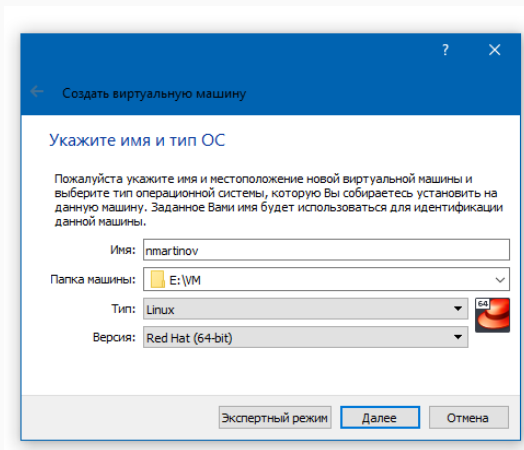 ?
Создать виртуальную машину
Укажите имя и тип ОС
Пожалуйста укажите имя и местоположение новой виртуальной машины и
выберите тип операционной системы, которую Вы собираетесь установить на
данную машину. Заданное Вами имя будет использоваться для идентификации
данной машины.
Имя: nmartinov
Папка машины: E:\VM
Тип: Linux
64
Версия: Red Hat (64-bit)
Экспертный режим Далее Отмена